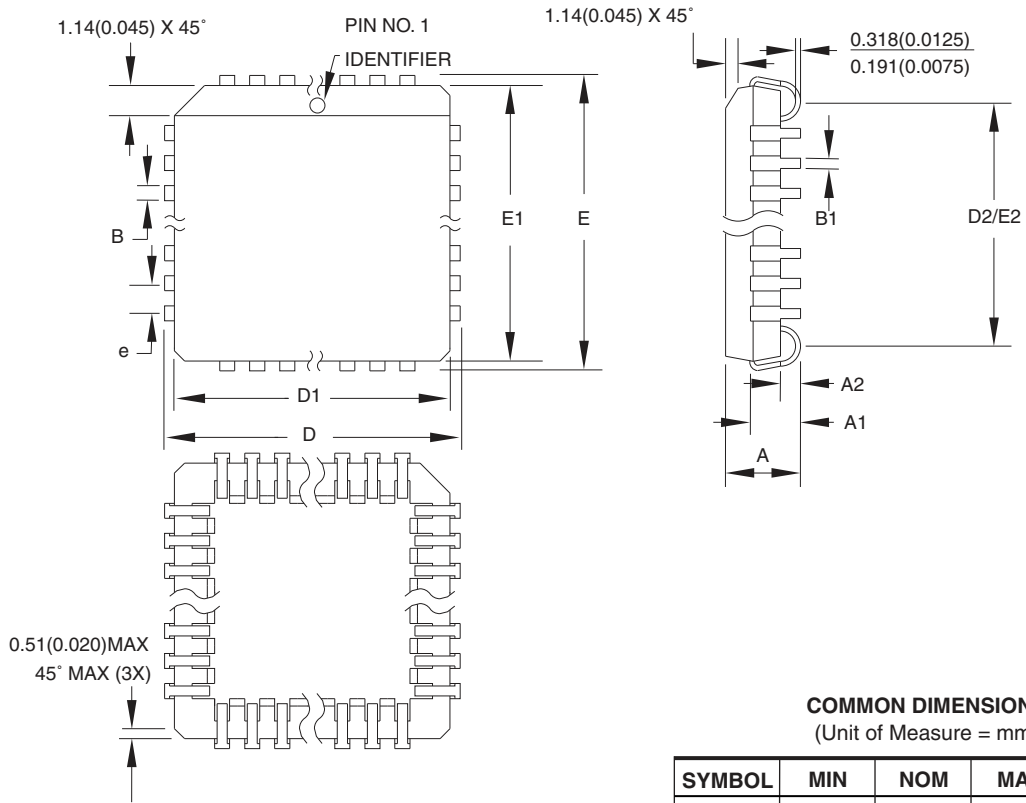 1.14(0.045) X 45˚
PIN NO. 1
IDENTIFIER
1.14(0.045) X 45˚
0.318(0.0125)
0.191(0.0075)
B
e
E1
E
B1
D2/E2
D1
D
A2
A1
A
0.51(0.020)MAX
45˚ MAX (3X)
COMMON DIMENSION
(Unit of Measure = mm
SYMBOL MIN NOM MA